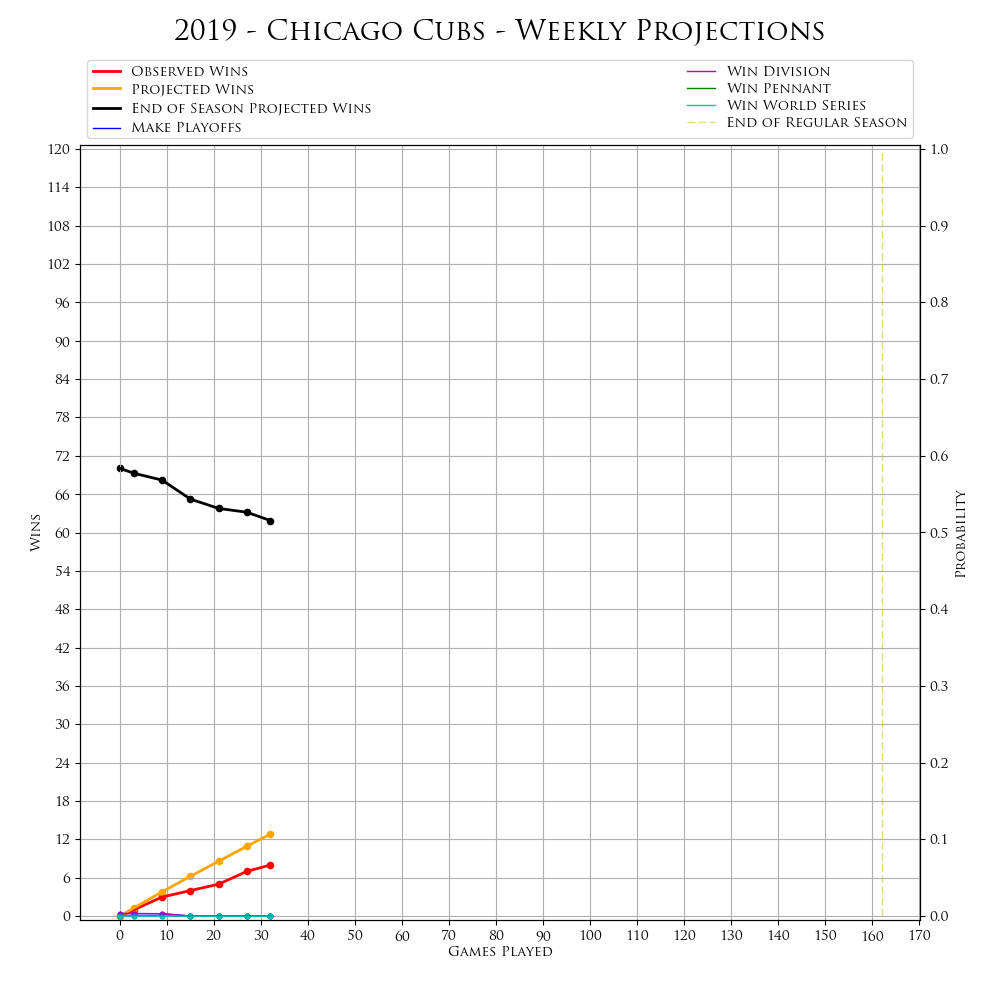 2019 - Chicago Cubs - Weekly Projections
Observed Wins
Projected Wins
End of Season Projected Wins
Make Playoffs
Win Division
Win Pennant
Win World Series
End of Regular Season
120
114
108
102
96
90
84
78
72
66
60
54
48
42
36
30
24
18
12
6
0
Wins
1.0
0.9
0.8
0.7
0.6
0.5
0.4
0.3
0.2
0.1
0.0
Probability
0 10 20 30 40 50 60 70 80 90 100 110 120 130 140 150 160 170
Games Played